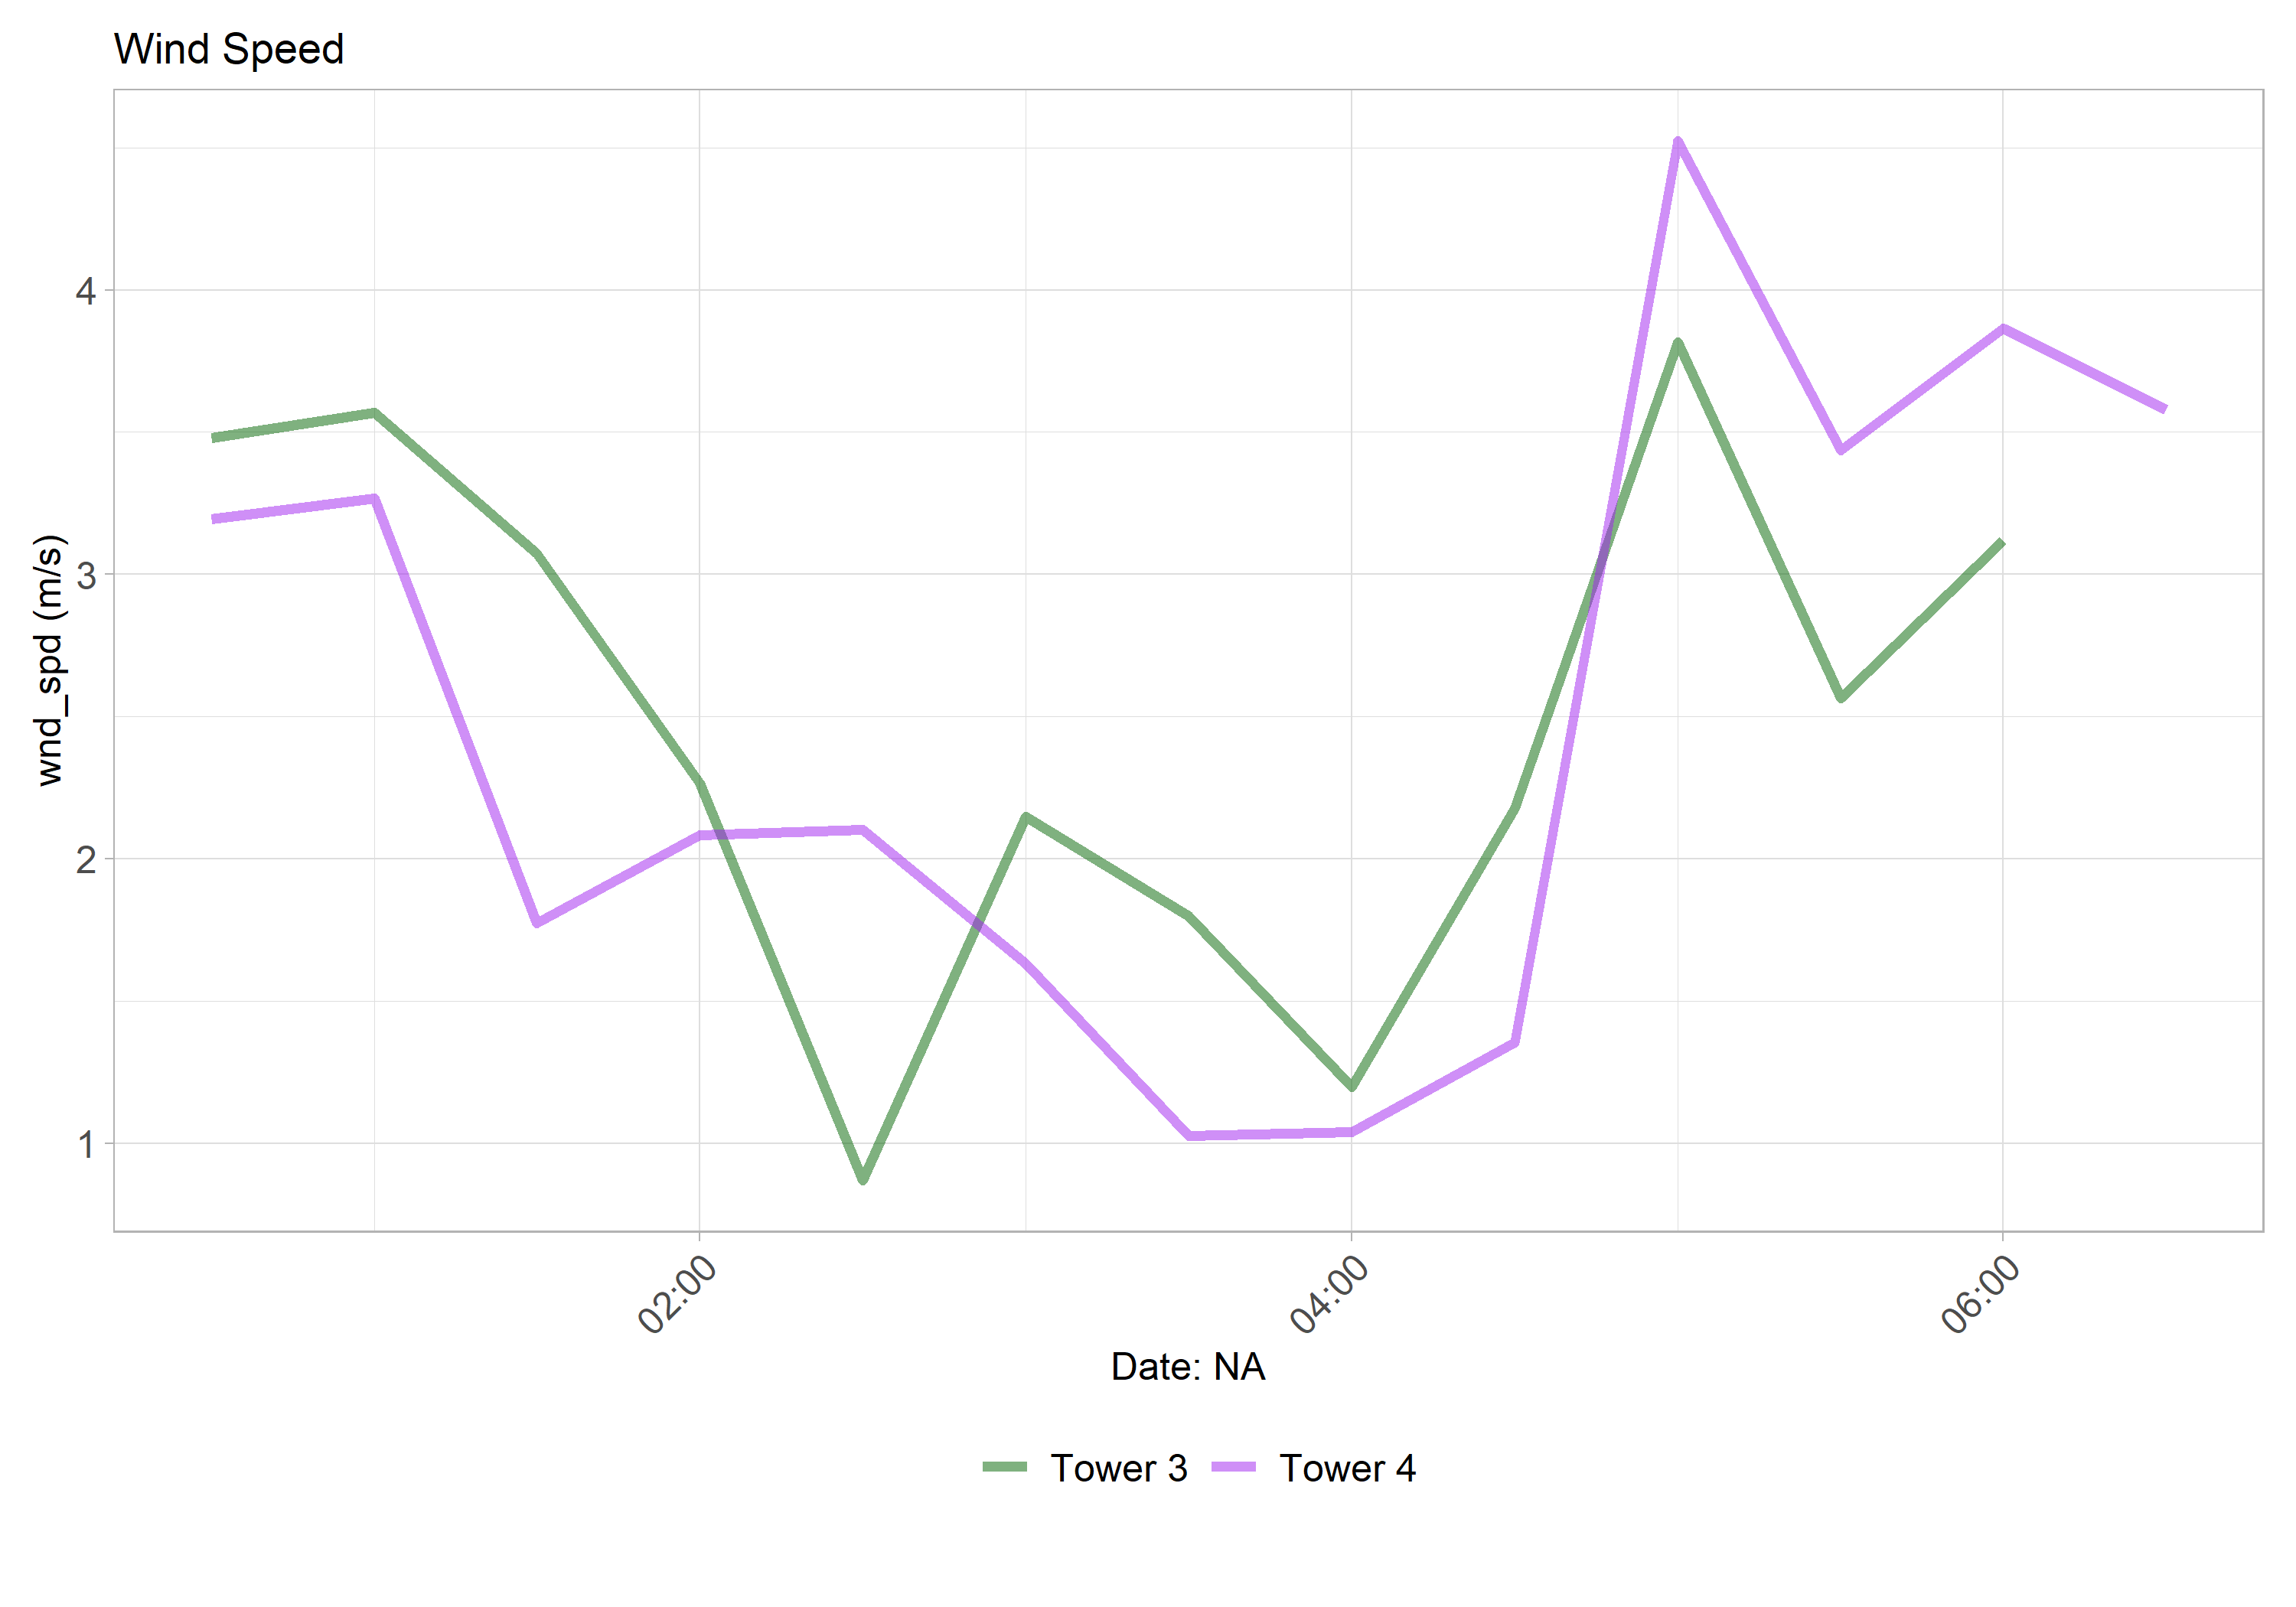 Wind Speed
wnd_spd (m/s)
4
3
2
1
02:00
04:00
06:00
Date: NA
Tower 3
Tower 4